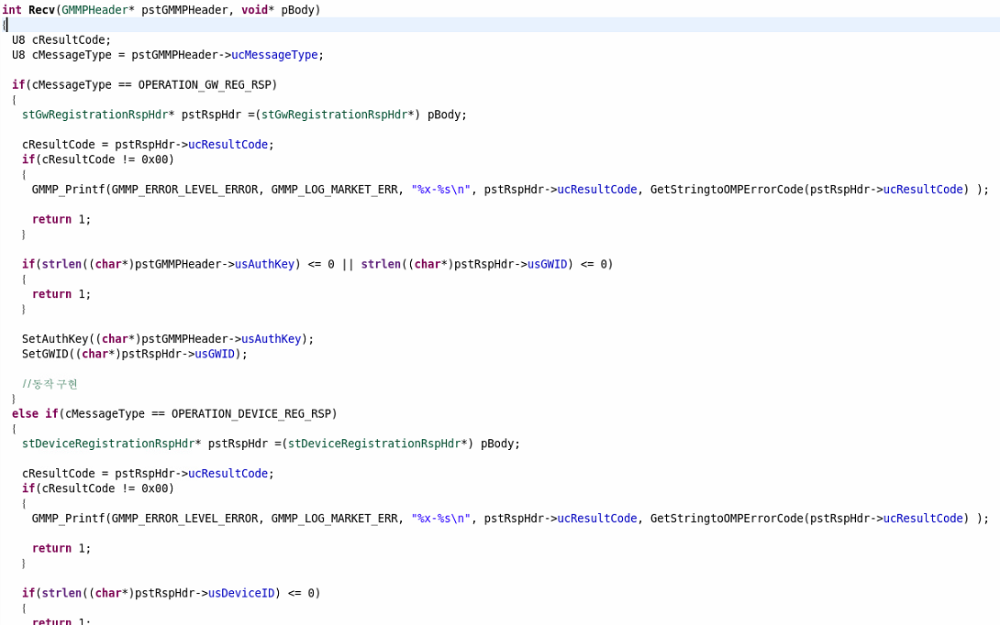 int Recv(GMMPHeader* pstGMMPHeader, void* pBody)
{
U8 cResultCode;
U8 cMessageType = pstGMMPHeader->ucMessageType;
if(cMessageType == OPERATION_GW_REG_RSP)
{
stGwRegistrationRspHdr* pstRspHdr =(stGwRegistrationRspHdr*) pBody;
cResultCode = pstRspHdr->ucResultCode;
if(cResultCode != 0x00)
{
GMMP_Printf(GMMP_ERROR_LEVEL_ERROR, GMMP_LOG_MARKET_ERR, "%x-%s\n", pstRspHdr->ucResultCode, GetStringtoOMPErrorCode(pstRspHdr->ucResultCode) );
return 1;
}
if(strlen((char*)pstGMMPHeader->usAuthKey) <= 0 || strlen((char*)pstRspHdr->usGWID) <= 0)
{
return 1;
}
SetAuthKey((char*)pstGMMPHeader->usAuthKey);
SetGWID((char*)pstRspHdr->usGWID);
//동작 구현
}
else if(cMessageType == OPERATION_DEVICE_REG_RSP)
{
stDeviceRegistrationRspHdr* pstRspHdr =(stDeviceRegistrationRspHdr*) pBody;
cResultCode = pstRspHdr->ucResultCode;
if(cResultCode != 0x00)
{
GMMP_Printf(GMMP_ERROR_LEVEL_ERROR, GMMP_LOG_MARKET_ERR, "%x-%s\n", pstRspHdr->ucResultCode, GetStringtoOMPErrorCode(pstRspHdr->ucResultCode) );
return 1;
}
if(strlen((char*)pstRspHdr->usDeviceID) <= 0)
{
return 1;